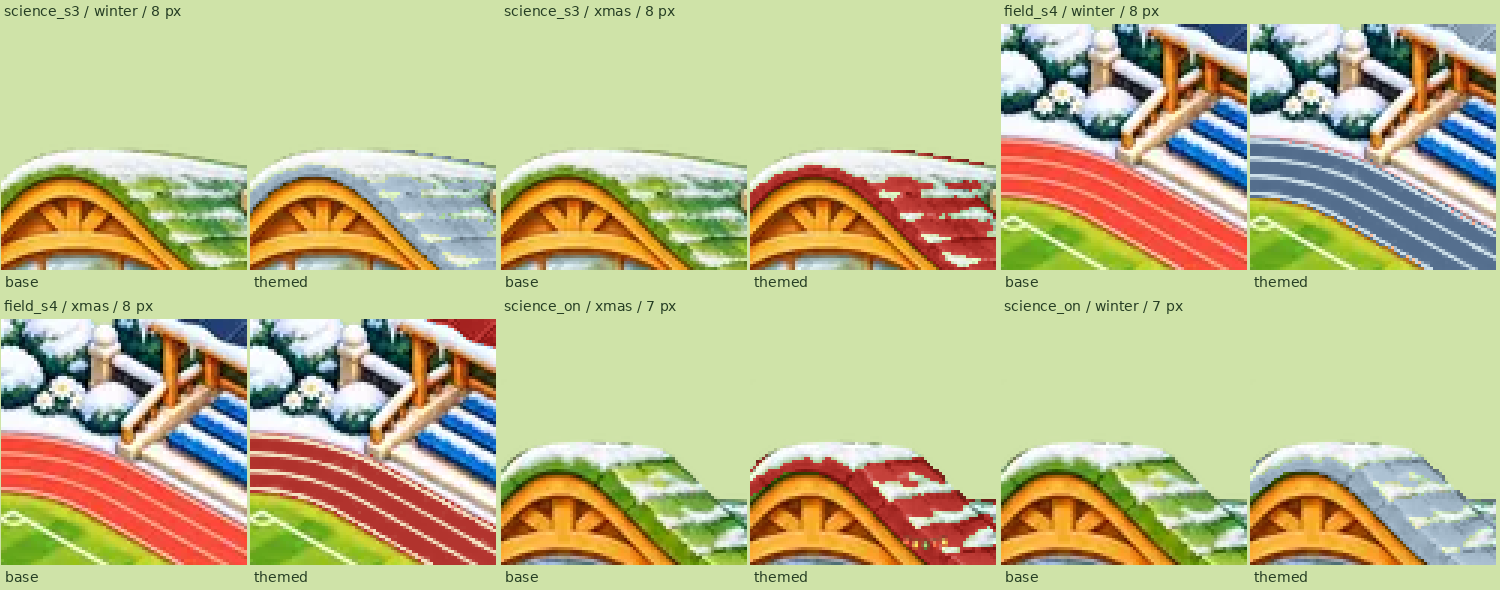 science_s3 / winter / 8 px
science_s3 / xmas / 8 px
field_s4 / winter / 8 px
base
themed
base
themed
base
themed
field_s4 / xmas / 8 px
science_on / xmas / 7 px
science_on / winter / 7 px
base
themed
base
themed
base
themed